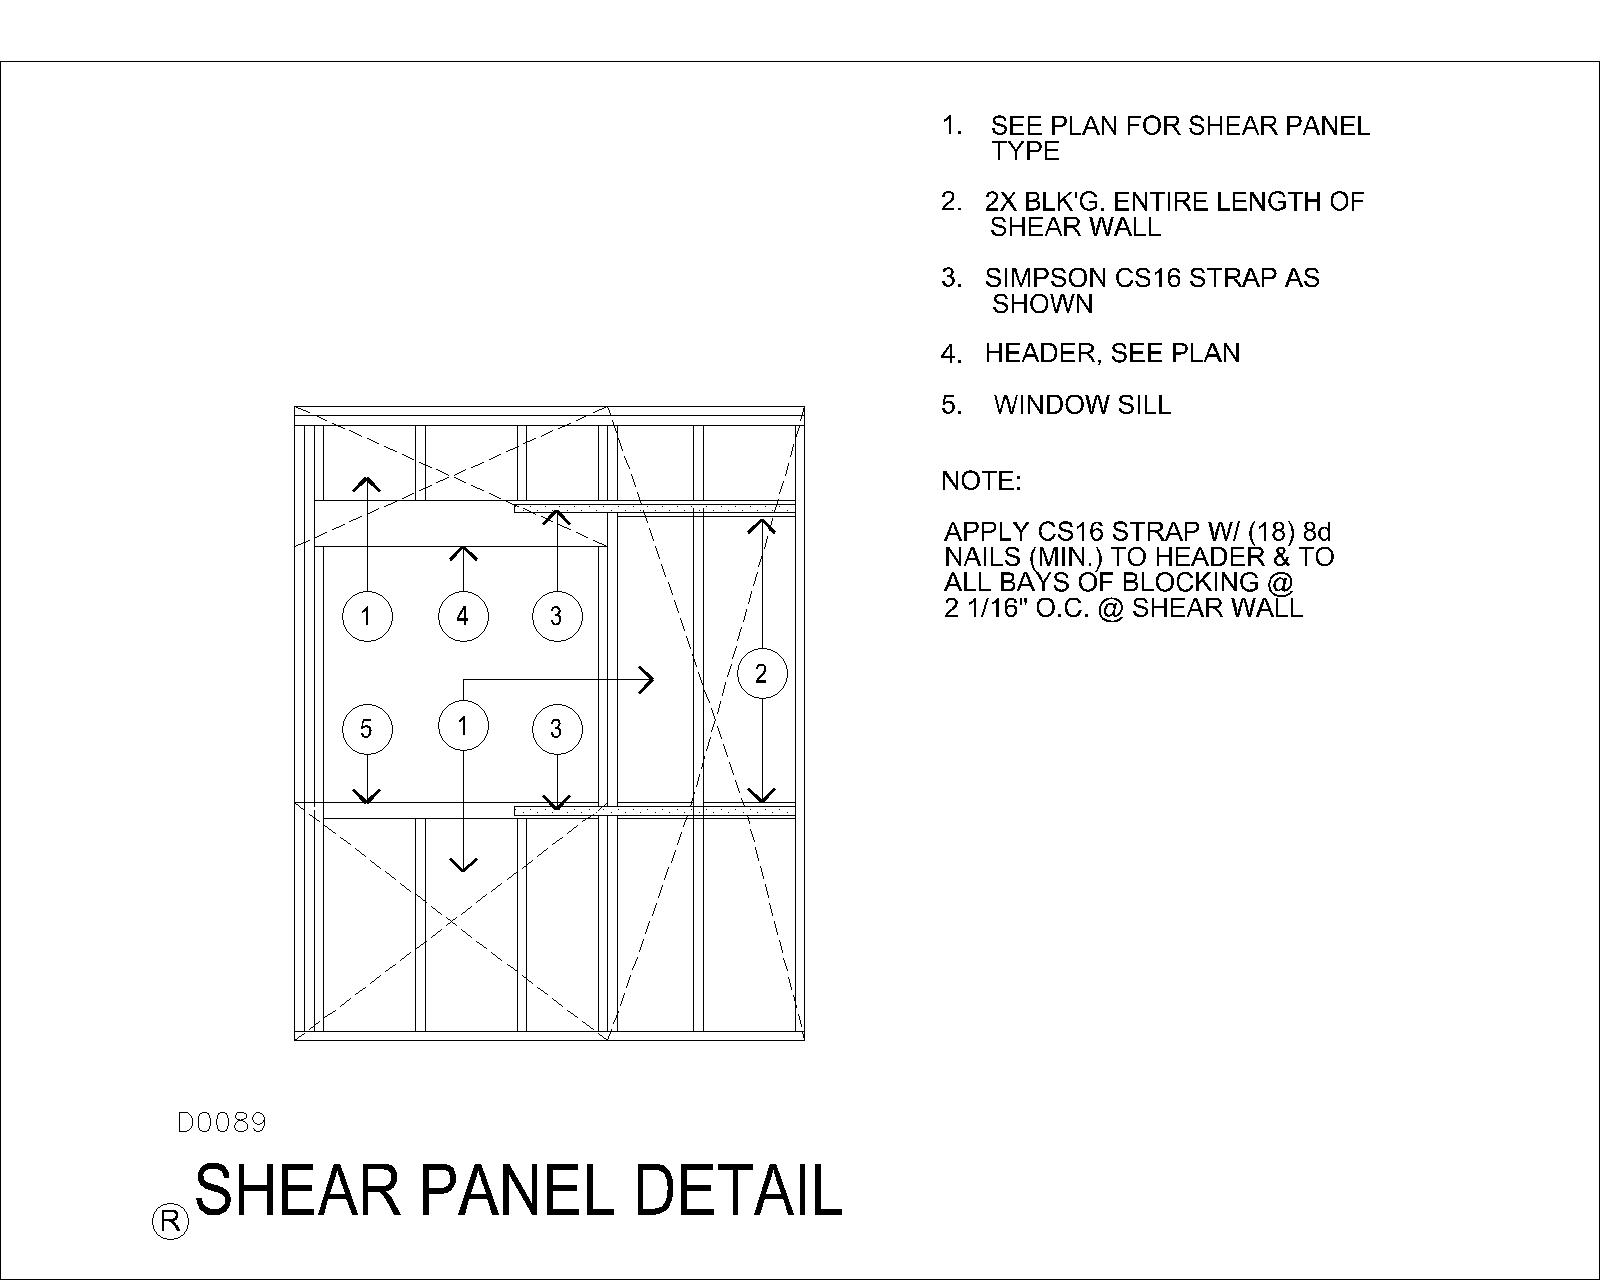 1. SEE PLAN FOR SHEAR PANEL
TYPE
2. 2X BLK'G. ENTIRE LENGTH OF
SHEAR WALL
3. SIMPSON CS16 STRAP AS
SHOWN
4. HEADER, SEE PLAN
5. WINDOW SILL
NOTE:
APPLY CS16 STRAP W/ (18) 8d
NAILS (MIN.) TO HEADER & TO
ALL BAYS OF BLOCKING @
2 1/16" O.C. @ SHEAR WALL
1 4 3
2
5 1 3
D0089
SHEAR PANEL DETAIL
R